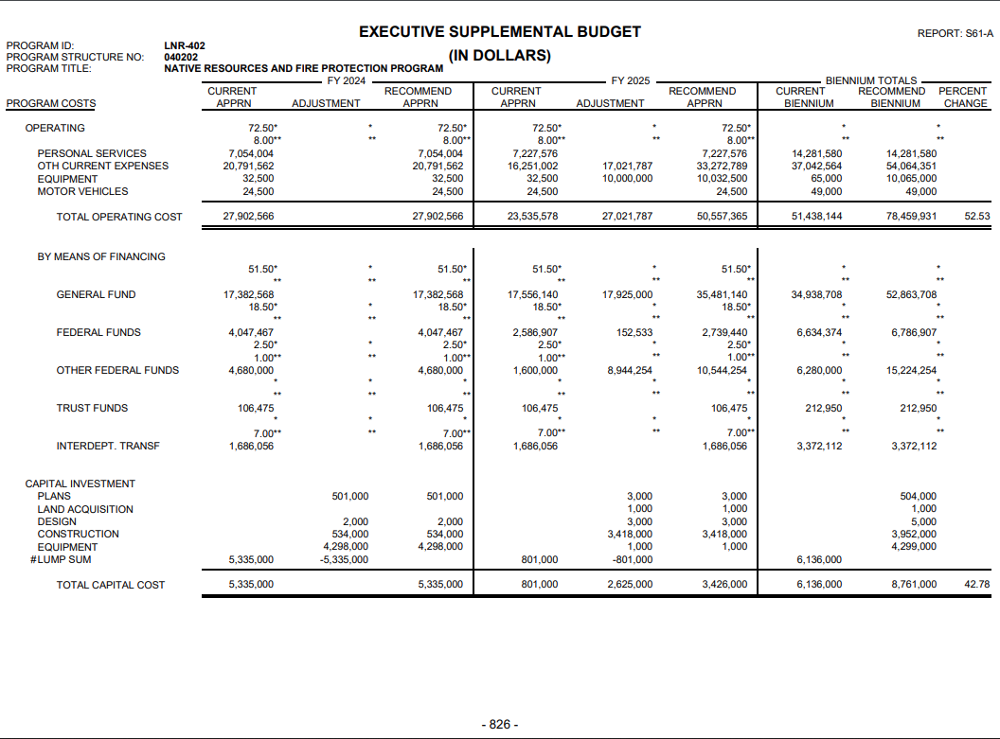 EXECUTIVE SUPPLEMENTAL BUDGET
REPORT: S61-A
PROGRAM ID: LNR-402
PROGRAM STRUCTURE NO: 040202 (IN DOLLARS)
PROGRAM TITLE: NATIVE RESOURCES AND FIRE PROTECTION PROGRAM
FY 2024 FY 2025 BIENNIUM TOTALS
CURRENT RECOMMEND CURRENT RECOMMEND CURRENT RECOMMEND PERCENT
PROGRAM COSTS APPRN ADJUSTMENT APPRN APPRN ADJUSTMENT APPRN BIENNIUM BIENNIUM CHANGE
OPERATING 72.50* * 72.50* 72.50* * 72.50* * *
8.00** ** 8.00** 8.00** ** 8.00** ** **
PERSONAL SERVICES 7,054,004 7,054,004 7,227,576 7,227,576 14,281,580 14,281,580
OTH CURRENT EXPENSES 20,791,562 20,791,562 16,251,002 17,021,787 33,272,789 37,042,564 54,064,351
EQUIPMENT 32,500 32,500 32,500 10,000,000 10,032,500 65,000 10,065,000
MOTOR VEHICLES 24,500 24,500 24,500 24,500 49,000 49,000
TOTAL OPERATING COST 27,902,566 27,902,566 23,535,578 27,021,787 50,557,365 51,438,144 78,459,931 52.53
BY MEANS OF FINANCING
51.50* * 51.50* 51.50* * 51.50* * *
** ** ** ** ** ** ** **
GENERAL FUND 17,382,568 17,382,568 17,556,140 17,925,000 35,481,140 34,938,708 52,863,708
18.50* * 18.50* 18.50* * 18.50* * *
** ** ** ** ** ** ** **
FEDERAL FUNDS 4,047,467 4,047,467 2,586,907 152,533 2,739,440 6,634,374 6,786,907
2.50* * 2.50* 2.50* * 2.50* * *
1.00** ** 1.00** 1.00** ** 1.00** ** **
OTHER FEDERAL FUNDS 4,680,000 4,680,000 1,600,000 8,944,254 10,544,254 6,280,000 15,224,254
* * * * * * * *
** ** ** ** ** ** ** **
TRUST FUNDS 106,475 106,475 106,475 106,475 212,950 212,950
* * * * * * * *
7.00** ** 7.00** 7.00** ** 7.00** ** **
INTERDEPT. TRANSF 1,686,056 1,686,056 1,686,056 1,686,056 3,372,112 3,372,112
CAPITAL INVESTMENT
PLANS 501,000 501,000 3,000 3,000 504,000
LAND ACQUISITION 1,000 1,000 1,000
DESIGN 2,000 2,000 3,000 3,000 5,000
CONSTRUCTION 534,000 534,000 3,418,000 3,418,000 3,952,000
EQUIPMENT 4,298,000 4,298,000 1,000 1,000 4,299,000
#LUMP SUM 5,335,000 -5,335,000 801,000 -801,000 6,136,000
TOTAL CAPITAL COST 5,335,000 5,335,000 801,000 2,625,000 3,426,000 6,136,000 8,761,000 42.78
- 826 -